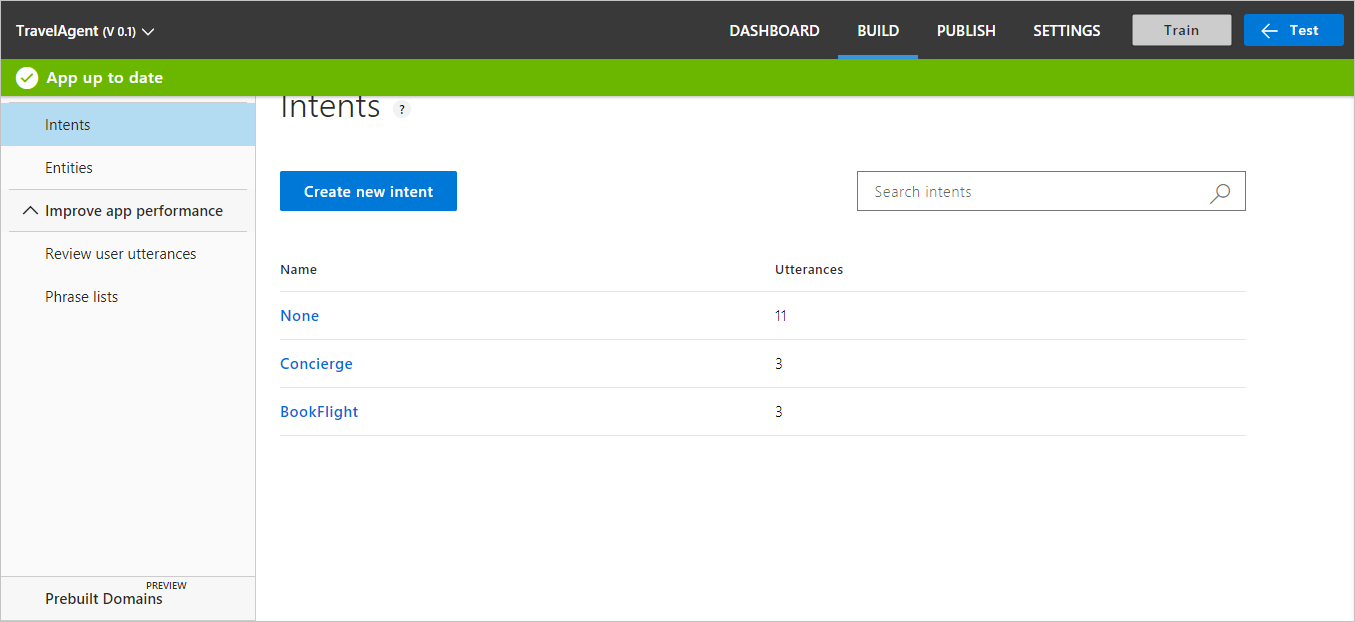 TravelAgent (V 0.1) DASHBOARD BUILD PUBLISH SETTINGS Train Test
App up to date
Intents
Entities
Improve app performance
Review user utterances
Phrase lists
PREVIEW
Prebuilt Domains
Intents ?
Create new intent Search intents
Name Utterances
None 11
Concierge 3
BookFlight 3